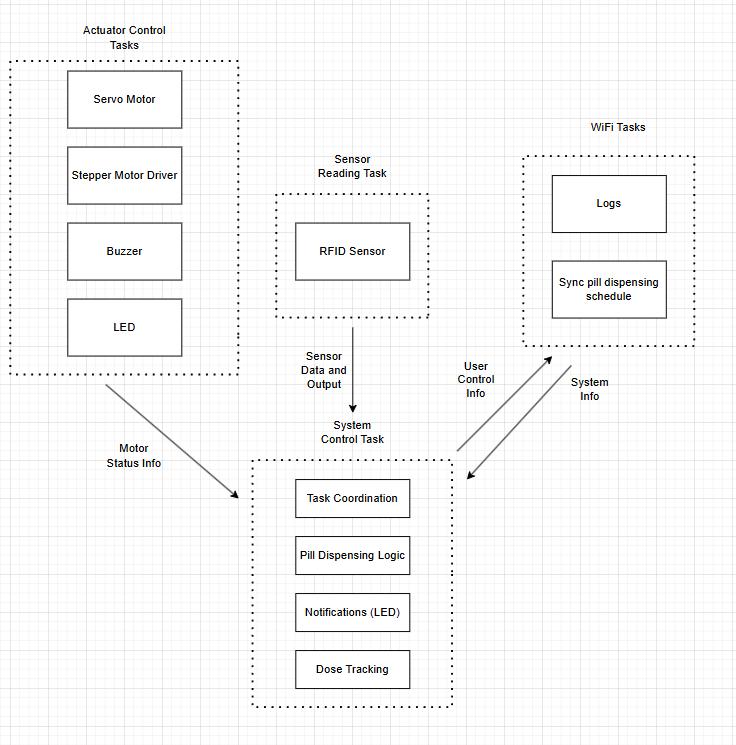 Actuator Control
Tasks
Servo Motor
Stepper Motor Driver
Buzzer
LED
Sensor
Reading Task
RFID Sensor
WiFi Tasks
Logs
Sync pill dispensing
schedule
Sensor
Data and
Output
User
Control
Info
System
Info
Motor
Status Info
System
Control Task
Task Coordination
Pill Dispensing Logic
Notifications (LED)
Dose Tracking